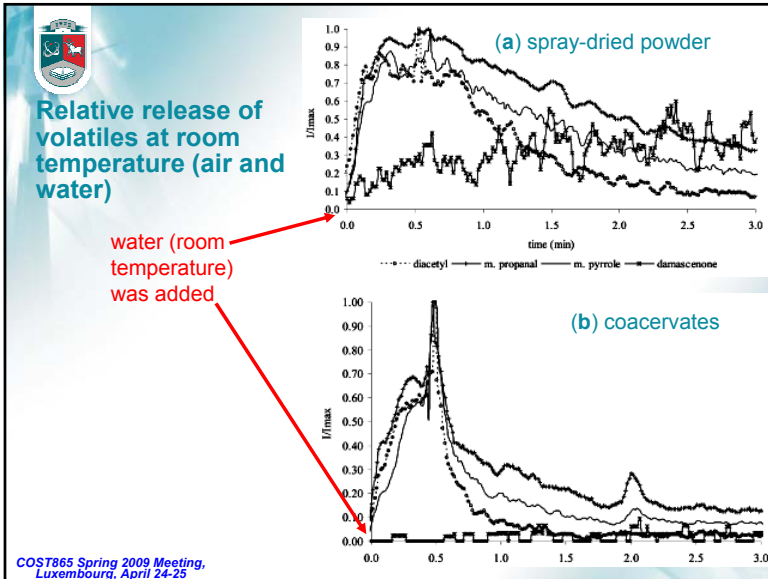 Relative release of
volatiles at room
temperature (air and
water)
water (room
temperature)
was added
(a) spray-dried powder
I/Imax
1.0
0.9
0.8
0.7
0.6
0.5
0.4
0.3
0.2
0.1
0.0
0.0 0.5 1.0 1.5 2.0 2.5 3.0
time (min)
diacetyl m. propanal m. pyrrole damascenone
(b) coacervates
I/Imax
1.00
0.90
0.80
0.70
0.60
0.50
0.40
0.30
0.20
0.10
0.00
0.0 0.5 1.0 1.5 2.0 2.5 3.0
COST865 Spring 2009 Meeting,
Luxembourg, April 24-25